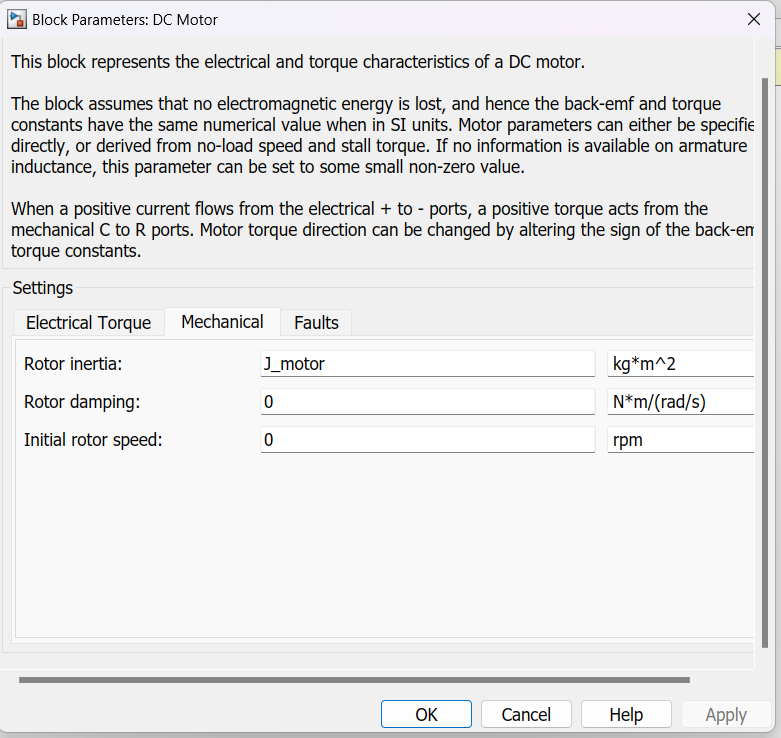 Block Parameters: DC Motor
This block represents the electrical and torque characteristics of a DC motor.
The block assumes that no electromagnetic energy is lost, and hence the back-emf and torque
constants have the same numerical value when in SI units. Motor parameters can either be specifie
directly, or derived from no-load speed and stall torque. If no information is available on armature
inductance, this parameter can be set to some small non-zero value.
When a positive current flows from the electrical + to - ports, a positive torque acts from the
mechanical C to R ports. Motor torque direction can be changed by altering the sign of the back-em
torque constants.
Settings
Electrical Torque Mechanical Faults
Rotor inertia: J_motor kg*m^2
Rotor damping: 0 N*m/(rad/s)
Initial rotor speed: 0 rpm
OK Cancel Help Apply